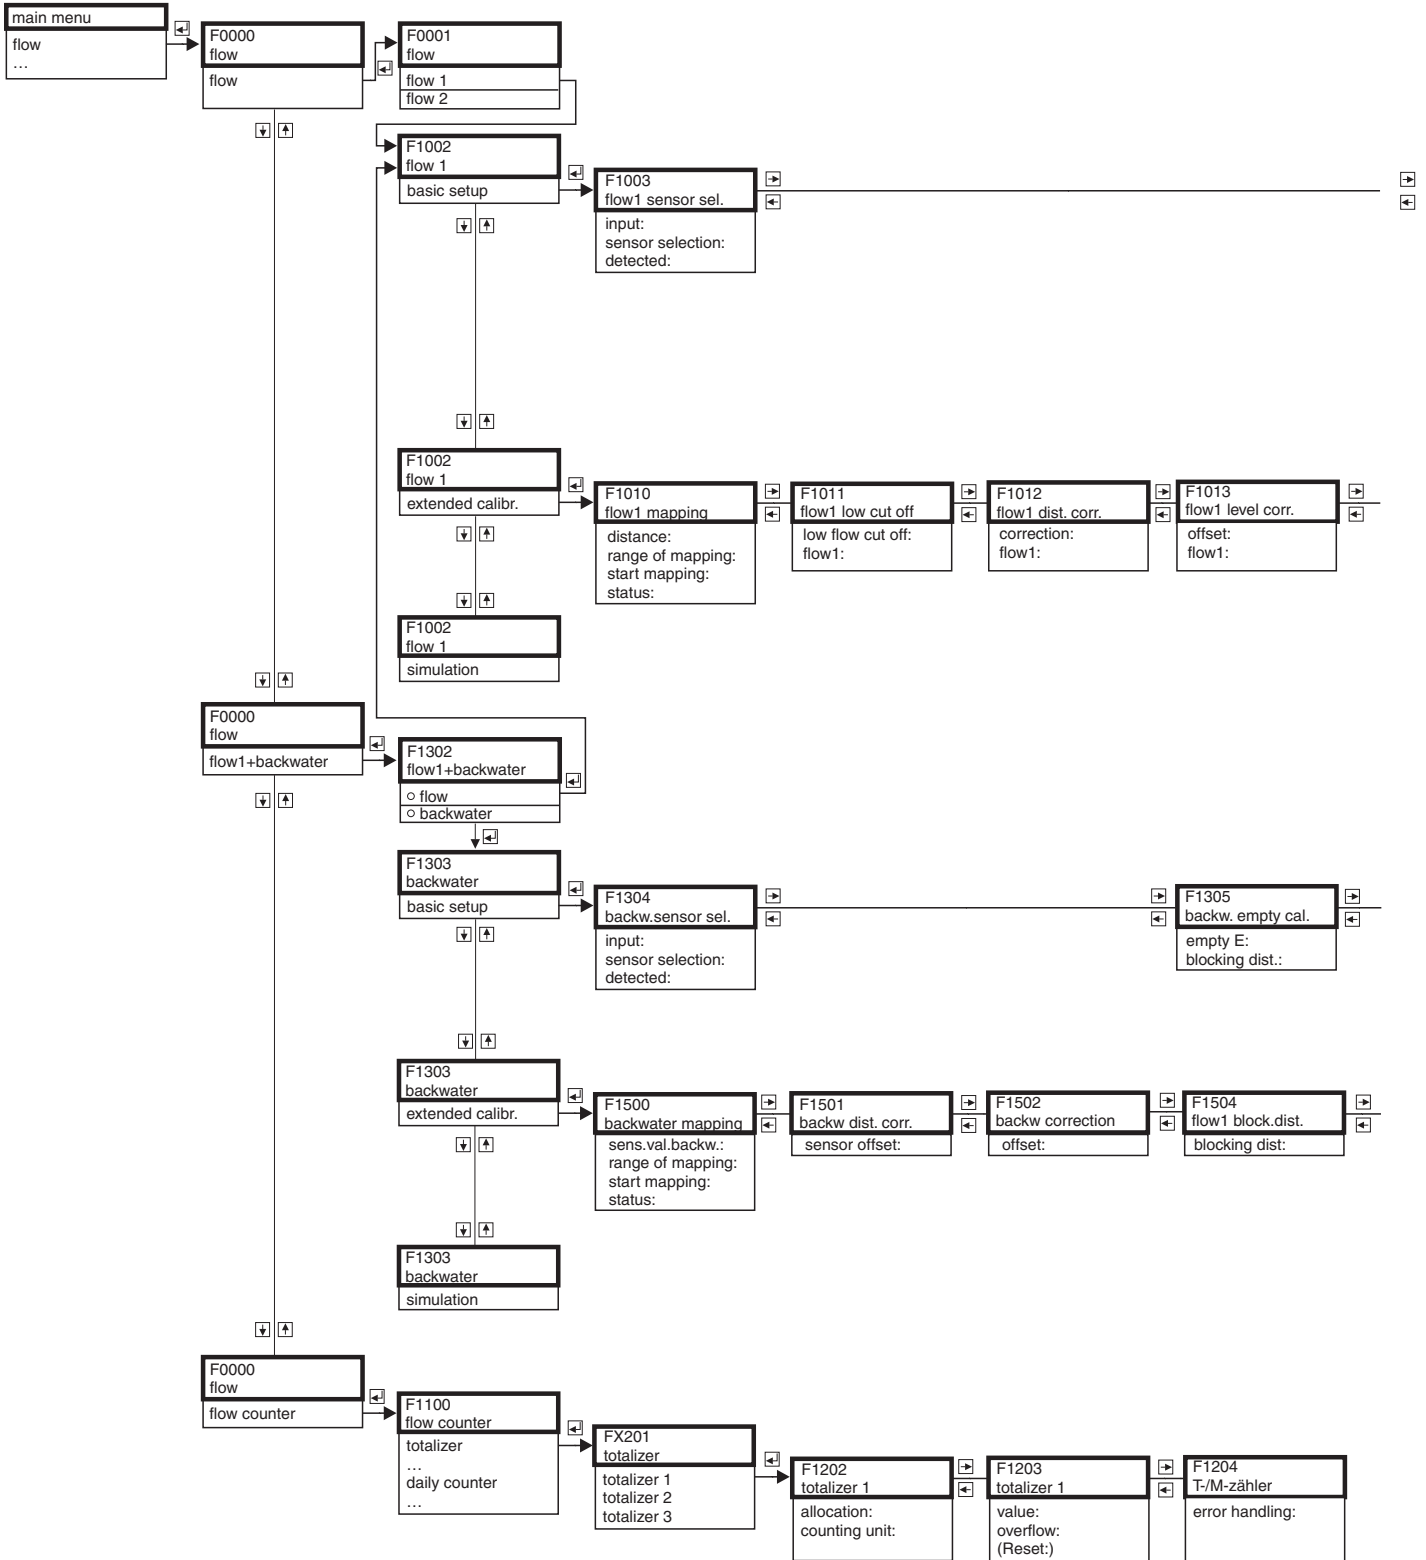 main menu
flow
...
F0000
flow
flow
F0001
flow
flow 1
flow 2
F1002
flow 1
basic setup
F1003
flow1 sensor sel.
input:
sensor selection:
detected:
F1002
flow 1
extended calibr.
F1010
flow1 mapping
distance:
range of mapping:
start mapping:
status:
F1011
flow1 low cut off
low flow cut off:
flow1:
F1012
flow1 dist. corr.
correction:
flow1:
F1013
flow1 level corr.
offset:
flow1:
F1002
flow 1
simulation
F0000
flow
flow1+backwater
F1302
flow1+backwater
flow
backwater
F1303
backwater
basic setup
F1304
backw.sensor sel.
input:
sensor selection:
detected:
F1305
backw. empty cal.
empty E:
blocking dist.:
F1303
backwater
extended calibr.
F1500
backwater mapping
sens.val.backw.:
range of mapping:
start mapping:
status:
F1501
backw dist. corr.
sensor offset:
F1502
backw correction
offset:
F1504
flow1 block.dist.
blocking dist:
F1303
backwater
simulation
F0000
flow
flow counter
F1100
flow counter
totalizer
...
daily counter
...
FX201
totalizer
totalizer 1
totalizer 2
totalizer 3
F1202
totalizer 1
allocation:
counting unit:
F1203
totalizer 1
value:
overflow:
(Reset:)
F1204
T-/M-zähler
error handling: